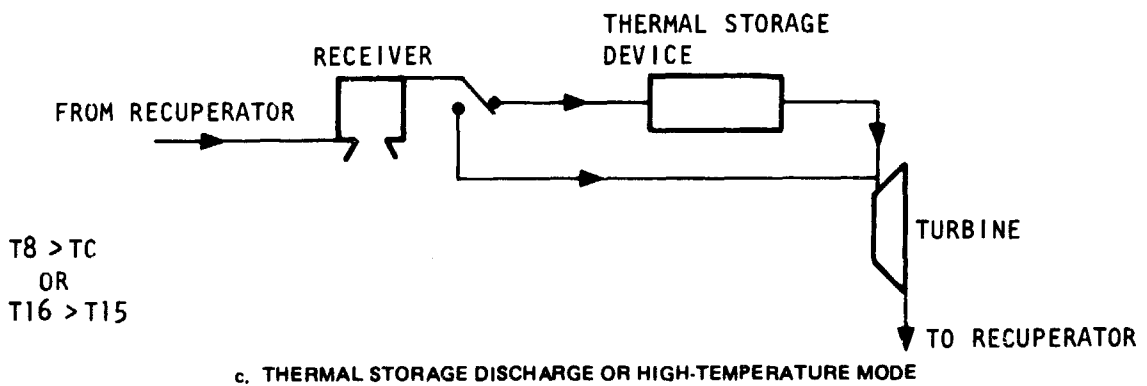 THERMAL STORAGE
DEVICE
RECEIVER
FROM RECUPERATOR
TURBINE
T8 > TC
OR
T16 > T15
TO RECUPERATOR
c. THERMAL STORAGE DISCHARGE OR HIGH-TEMPERATURE MODE